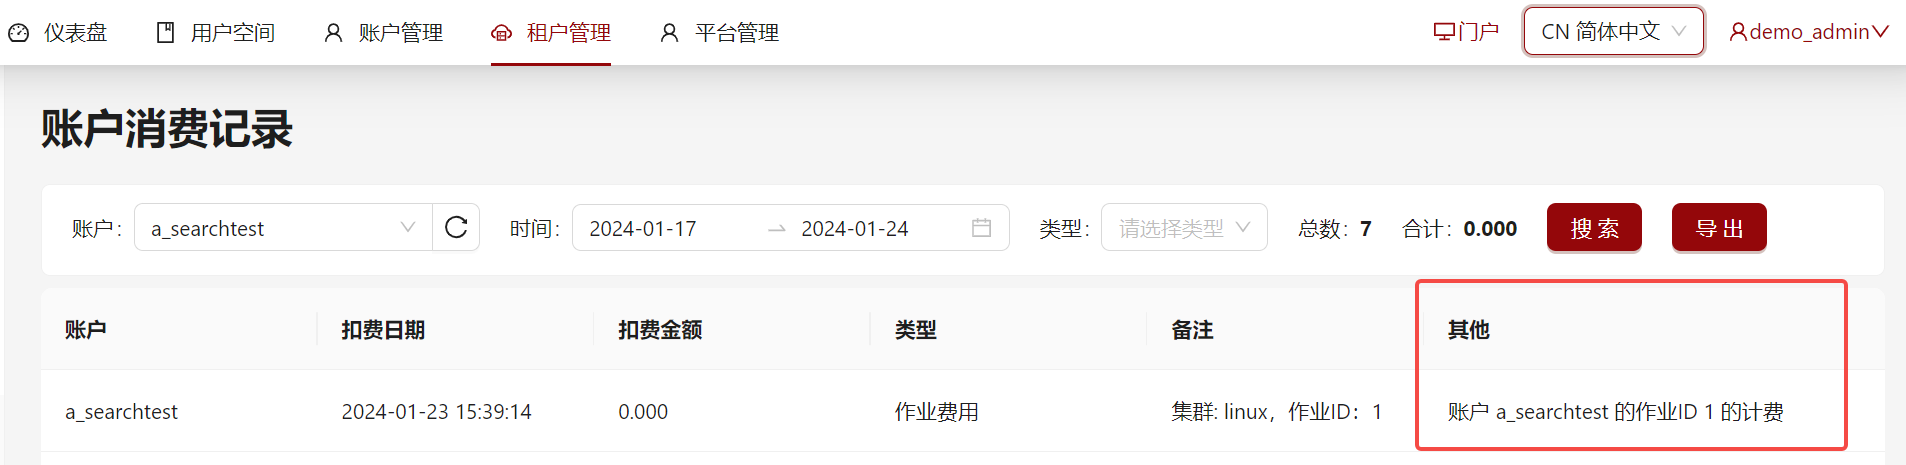 仪表盘 用户空间 账户管理 租户管理 平台管理 门户 CN 简体中文 demo_admin
账户消费记录
账户: a_searchtest 时间: 2024-01-17 2024-01-24 类型: 请选择类型 总数：7 合计：0.000 搜索 导出
账户 扣费日期 扣费金额 类型 备注 其他
a_searchtest 2024-01-23 15:39:14 0.000 作业费用 集群: linux，作业ID：1 账户 a_searchtest 的作业ID 1 的计费